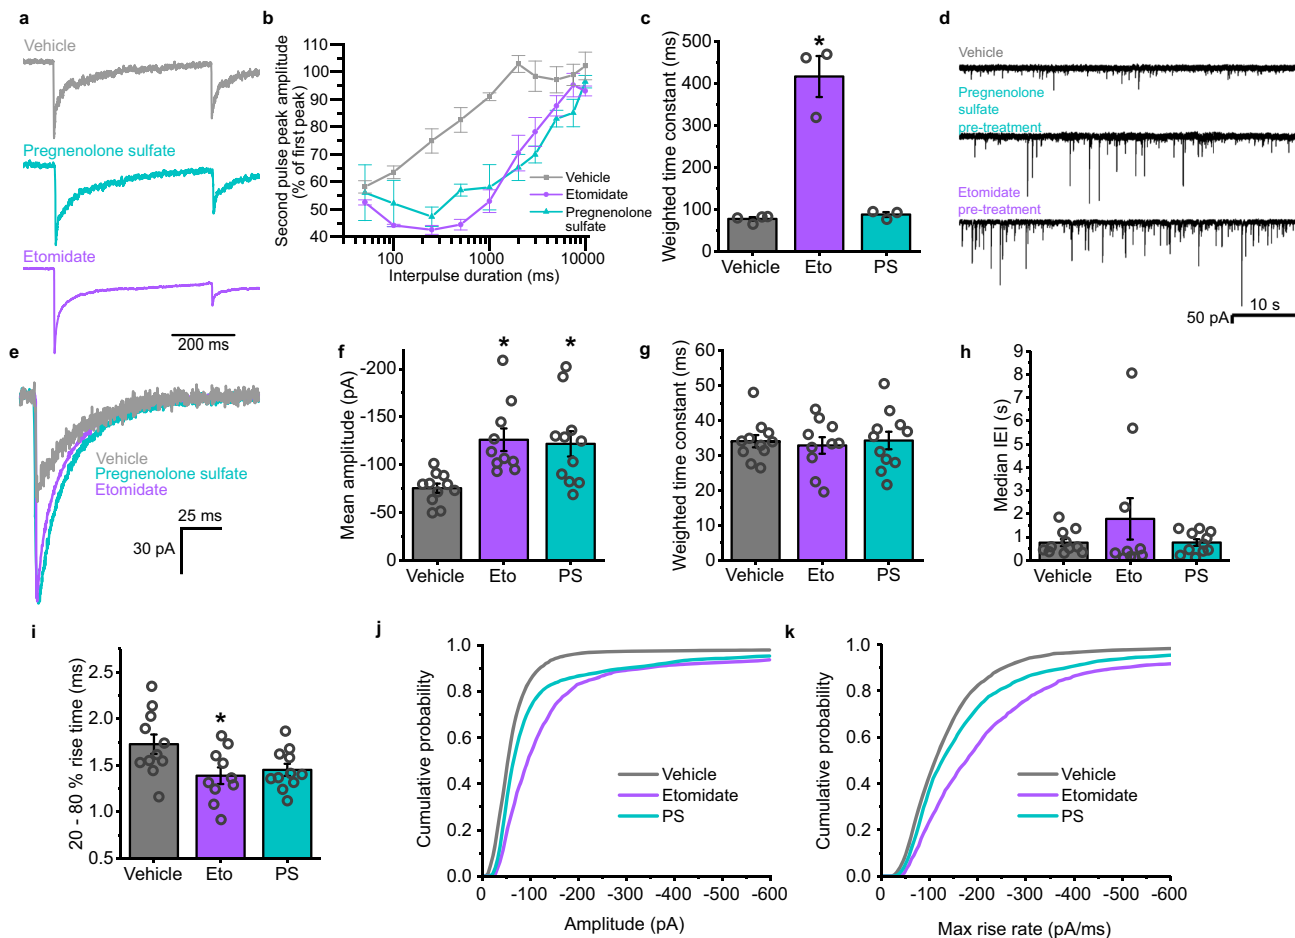 a
Vehicle
Pregnenolone sulfate
Etomidate
200 ms
b
Second pulse peak amplitude
(% of first peak)
110
100
90
80
70
60
50
40
Vehicle
Etomidate
Pregnenolone
sulfate
100
1000
10000
Interpulse duration (ms)
c
Weighted time constant (ms)
500
400
300
200
100
0
*
Vehicle
Eto
PS
d
Vehicle
Pregnenolone
sulfate
pre-treatment
Etomidate
pre-treatment
10 s
50 pA
e
Vehicle
Pregnenolone sulfate
Etomidate
25 ms
30 pA
f
Mean amplitude (pA)
-200
-150
-100
-50
0
*
*
Vehicle
Eto
PS
g
Weighted time constant (ms)
60
50
40
30
20
10
0
Vehicle
Eto
PS
h
Median IEI (s)
9
8
7
6
5
4
3
2
1
0
Vehicle
Eto
PS
i
20 - 80 % rise time (ms)
2.5
2.0
1.5
1.0
0.5
*
Vehicle
Eto
PS
j
Cumulative probability
1.0
0.8
0.6
0.4
0.2
0.0
Vehicle
Etomidate
PS
0
-100
-200
-300
-400
-500
-600
Amplitude (pA)
k
Cumulative probability
1.0
0.8
0.6
0.4
0.2
0.0
Vehicle
Etomidate
PS
0
-100
-200
-300
-400
-500
-600
Max rise rate (pA/ms)